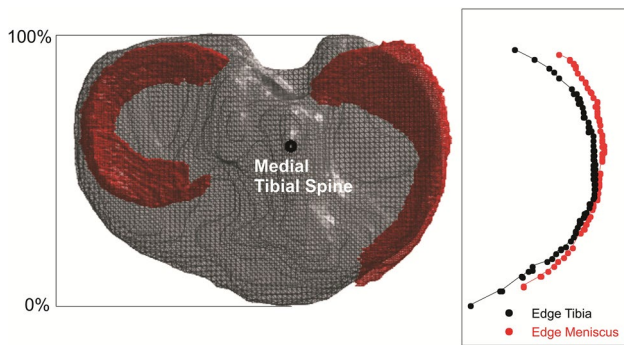 100%
Medial
Tibial Spine
0%
Edge Tibia
Edge Meniscus